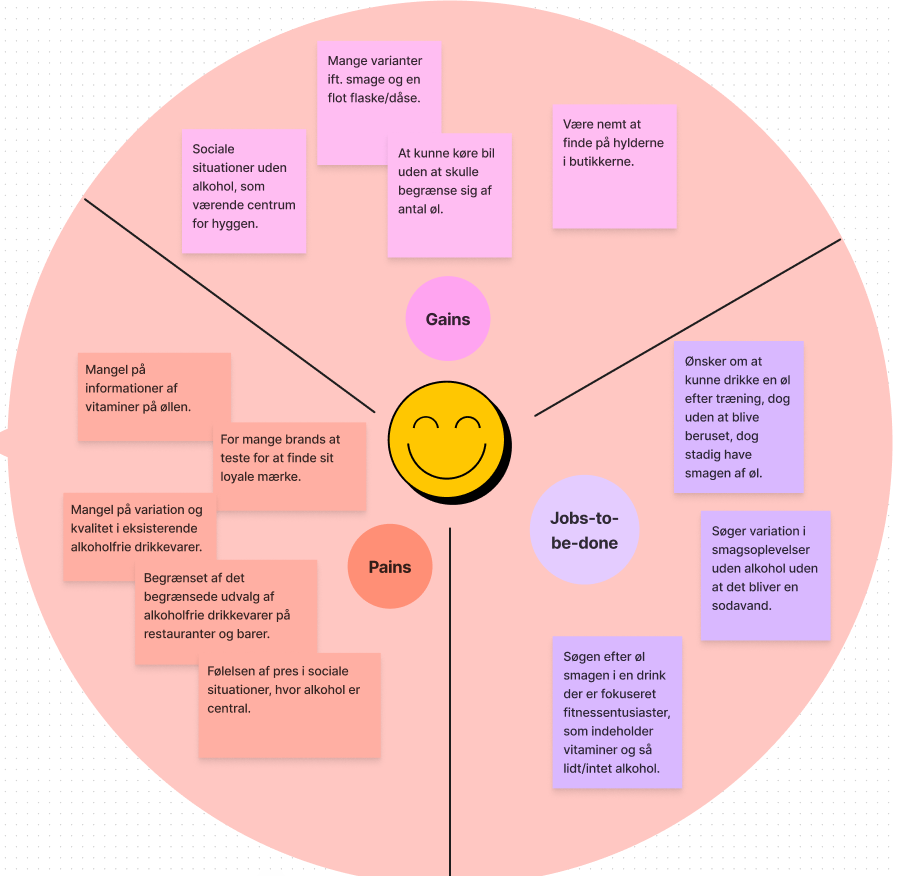 Mange varianter
ift. smage og en
flot flaske/dåse.
Sociale
situationer uden
alkohol, som
værende centrum
for hyggen.
At kunne køre bil
uden at skulle
begrænse sig af
antal øl.
Være nemt at
finde på hylderne
i butikkerne.
Gains
Mangel på
informationer af
vitaminer på øllen.
For mange brands at
teste for at finde sit
loyale mærke.
Mangel på variation og
kvalitet i eksisterende
alkoholfrie drikkevarer.
Begrænset af det
begrænsede udvalg af
alkoholfrie drikkevarer på
restauranter og barer.
Følelsen af pres i sociale
situationer, hvor alkohol er
central.
Pains
Jobs-to-
be-done
Ønsker om at
kunne drikke en øl
efter træning, dog
uden at blive
beruset, dog
stadig have
smagen af øl.
Søger variation i
smagsoplevelser
uden alkohol uden
at det bliver en
sodavand.
Søgen efter øl
smagen i en drink
der er fokuseret
fitnessentusiaster,
som indeholder
vitaminer og så
lidt/intet alkohol.